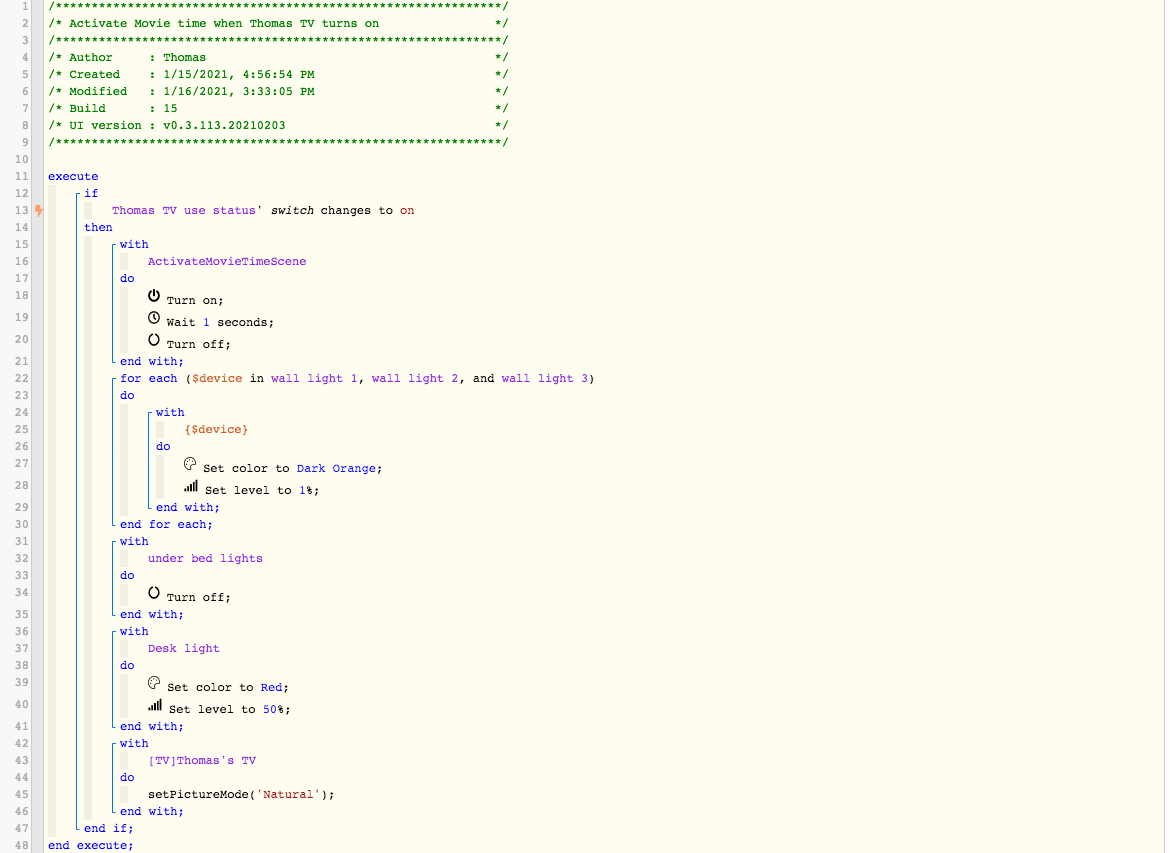 1 /**************************************************************/
2 /* Activate Movie time when Thomas TV turns on */
3 /**************************************************************/
4 /* Author : Thomas */
5 /* Created : 1/15/2021, 4:56:54 PM */
6 /* Modified : 1/16/2021, 3:33:05 PM */
7 /* Build : 15 */
8 /* UI version : v0.3.113.20210203 */
9 /**************************************************************/
10
11 execute
12 if
13 Thomas TV use status' switch changes to on
14 then
15 with
16 ActivateMovieTimeScene
17 do
18 Turn on;
19 Wait 1 seconds;
20 Turn off;
21 end with;
22 for each ($device in wall light 1, wall light 2, and wall light 3)
23 do
24 with
25 {$device}
26 do
27 Set color to Dark Orange;
28 Set level to 1%;
29 end with;
30 end for each;
31 with
32 under bed lights
33 do
34 Turn off;
35 end with;
36 with
37 Desk light
38 do
39 Set color to Red;
40 Set level to 50%;
41 end with;
42 with
43 [TV]Thomas's TV
44 do
45 setPictureMode('Natural');
46 end with;
47 end if;
48 end execute;